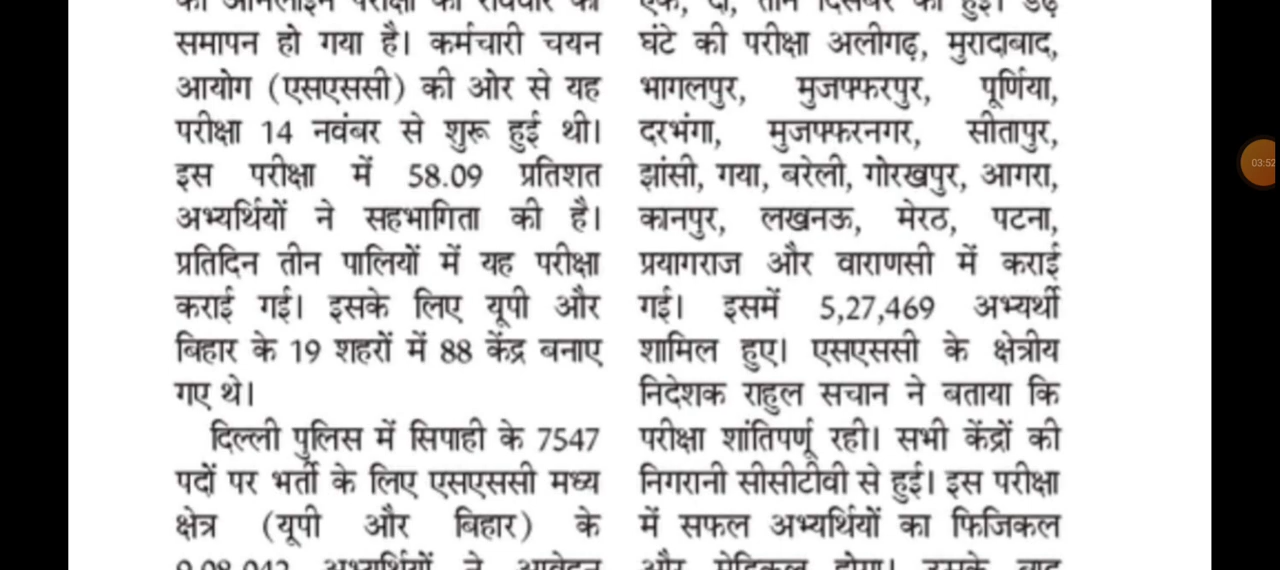 समापन हो गया है। कर्मचारी चयन
आयोग (एसएससी) की ओर से यह
परीक्षा 14 नवंबर से शुरू हुई थी।
इस परीक्षा में 58.09 प्रतिशत
अभ्यर्थियों ने सहभागिता की है।
प्रतिदिन तीन पालियों में यह परीक्षा
कराई गई। इसके लिए यूपी और
बिहार के 19 शहरों में 88 केंद्र बनाए
गए थे।
दिल्ली पुलिस में सिपाही के 7547
पदों पर भर्ती के लिए एसएससी मध्य
क्षेत्र (यूपी और बिहार) के
एक, दो, तीन दिसंबर को हुई। डेढ़
घंटे की परीक्षा अलीगढ़, मुरादाबाद,
भागलपुर, मुजफ्फरपुर, पूर्णिया,
दरभंगा, मुजफ्फरनगर, सीतापुर,
झांसी, गया, बरेली, गोरखपुर, आगरा,
कानपुर, लखनऊ, मेरठ, पटना,
प्रयागराज और वाराणसी में कराई
गई। इसमें 5,27,469 अभ्यर्थी
शामिल हुए। एसएससी के क्षेत्रीय
निदेशक राहुल सचान ने बताया कि
परीक्षा शांतिपर्णू रही। सभी केंद्रों की
निगरानी सीसीटीवी से हुई। इस परीक्षा
में सफल अभ्यर्थियों का फिजिकल
03:52